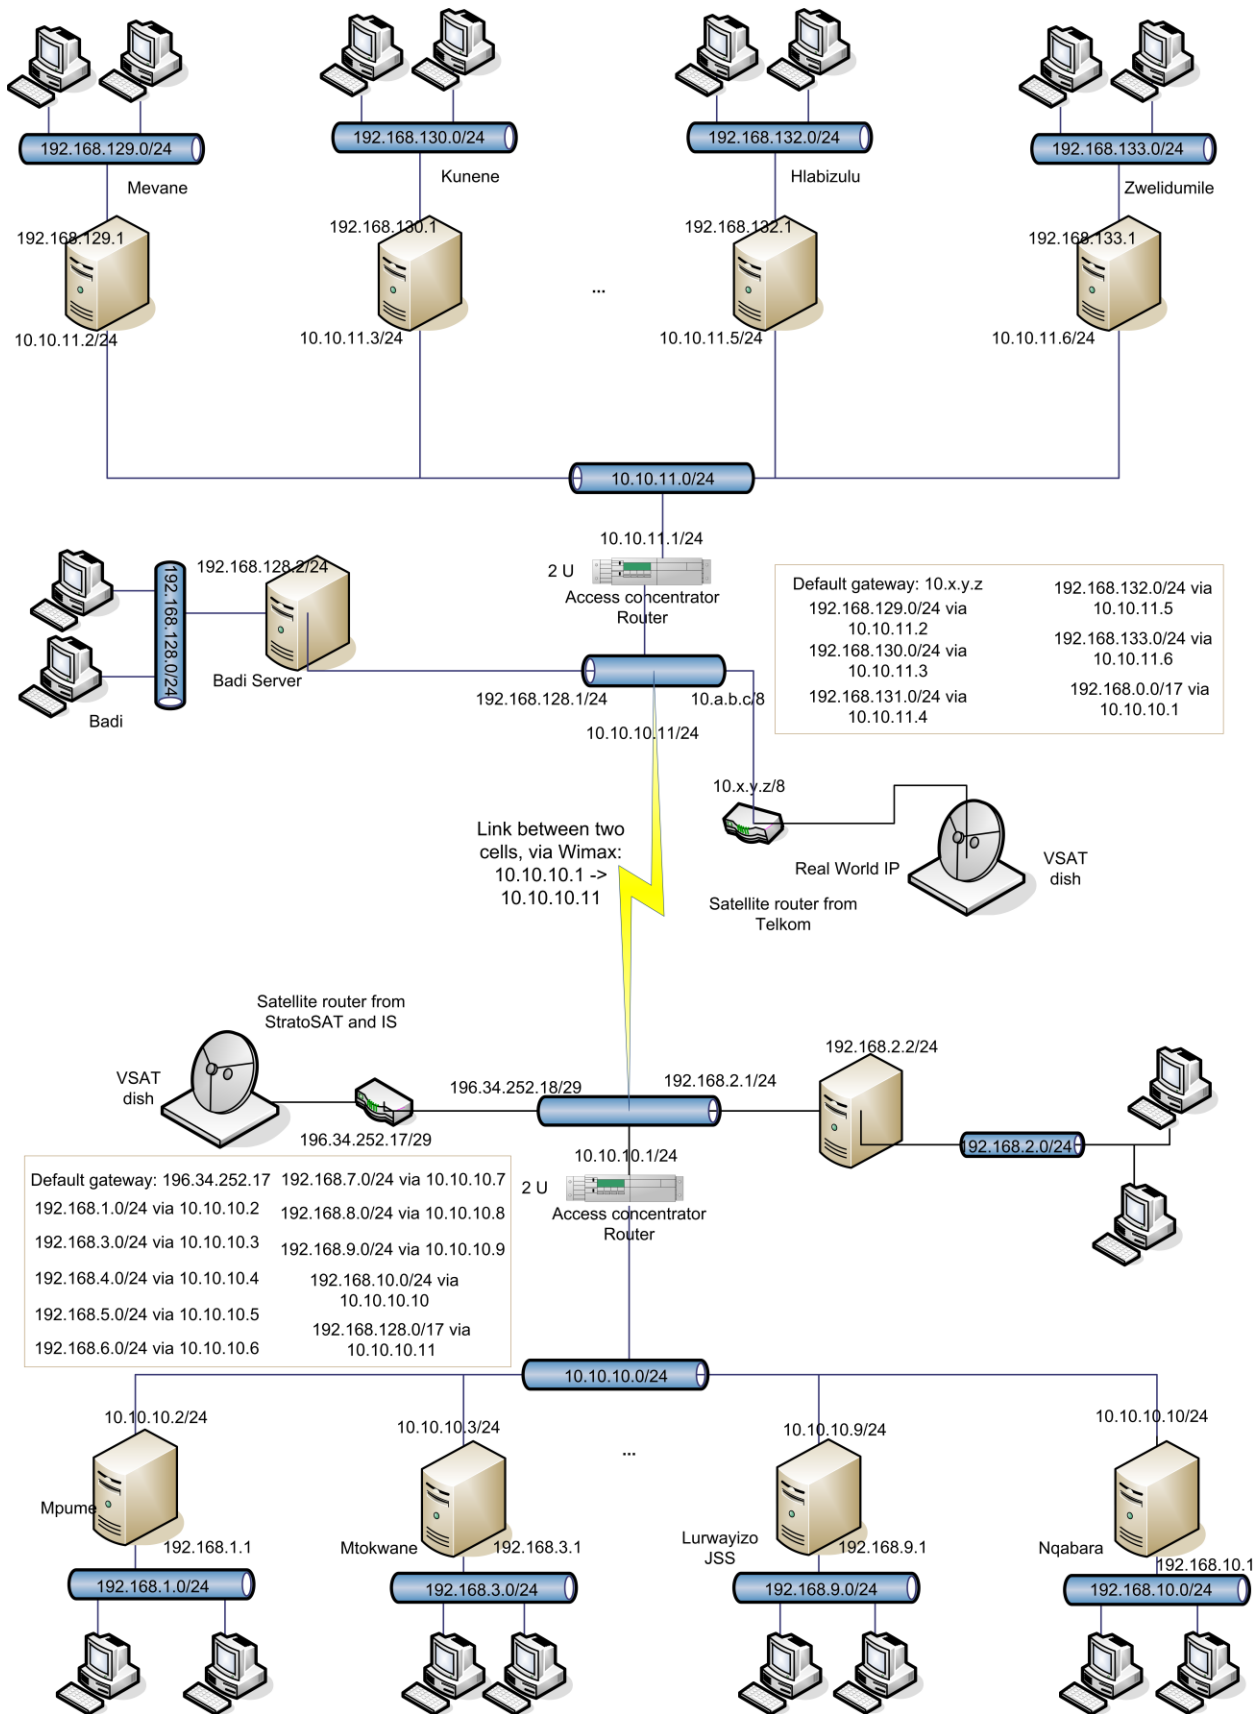 192.168.129.0/24
192.168.130.0/24
192.168.132.0/24
192.168.133.0/24
Mevane
Kunene
Hlabizulu
Zwelidumile
192.168.129.1
192.168.130.1
192.168.132.1
192.168.133.1
...
10.10.11.2/24
10.10.11.3/24
10.10.11.5/24
10.10.11.6/24
10.10.11.0/24
10.10.11.1/24
2 U
Access concentrator
Router
192.168.128.2/24
192.168.128.0/24
Badi Server
Badi
192.168.128.1/24
10.a.b.c/8
10.10.10.11/24
Default gateway: 10.x.y.z
192.168.129.0/24 via
10.10.11.2
192.168.130.0/24 via
10.10.11.3
192.168.131.0/24 via
10.10.11.4
192.168.132.0/24 via
10.10.11.5
192.168.133.0/24 via
10.10.11.6
192.168.0.0/17 via
10.10.10.1
10.x.y.z/8
Link between two
cells, via Wimax:
10.10.10.1 ->
10.10.10.11
Real World IP
VSAT
dish
Satellite router from
Telkom
Satellite router from
StratoSAT and IS
VSAT
dish
196.34.252.18/29
192.168.2.1/24
192.168.2.2/24
196.34.252.17/29
192.168.2.0/24
10.10.10.1/24
2 U
Access concentrator
Router
Default gateway: 196.34.252.17
192.168.1.0/24 via 10.10.10.2
192.168.3.0/24 via 10.10.10.3
192.168.4.0/24 via 10.10.10.4
192.168.5.0/24 via 10.10.10.5
192.168.6.0/24 via 10.10.10.6
192.168.7.0/24 via 10.10.10.7
192.168.8.0/24 via 10.10.10.8
192.168.9.0/24 via 10.10.10.9
192.168.10.0/24 via
10.10.10.10
192.168.128.0/17 via
10.10.10.11
10.10.10.0/24
10.10.10.2/24
10.10.10.3/24
10.10.10.9/24
10.10.10.10/24
...
Mpume
Mtokwane
Lurwayizo
JSS
Nqabara
192.168.1.1
192.168.3.1
192.168.9.1
192.168.10.1
192.168.1.0/24
192.168.3.0/24
192.168.9.0/24
192.168.10.0/24